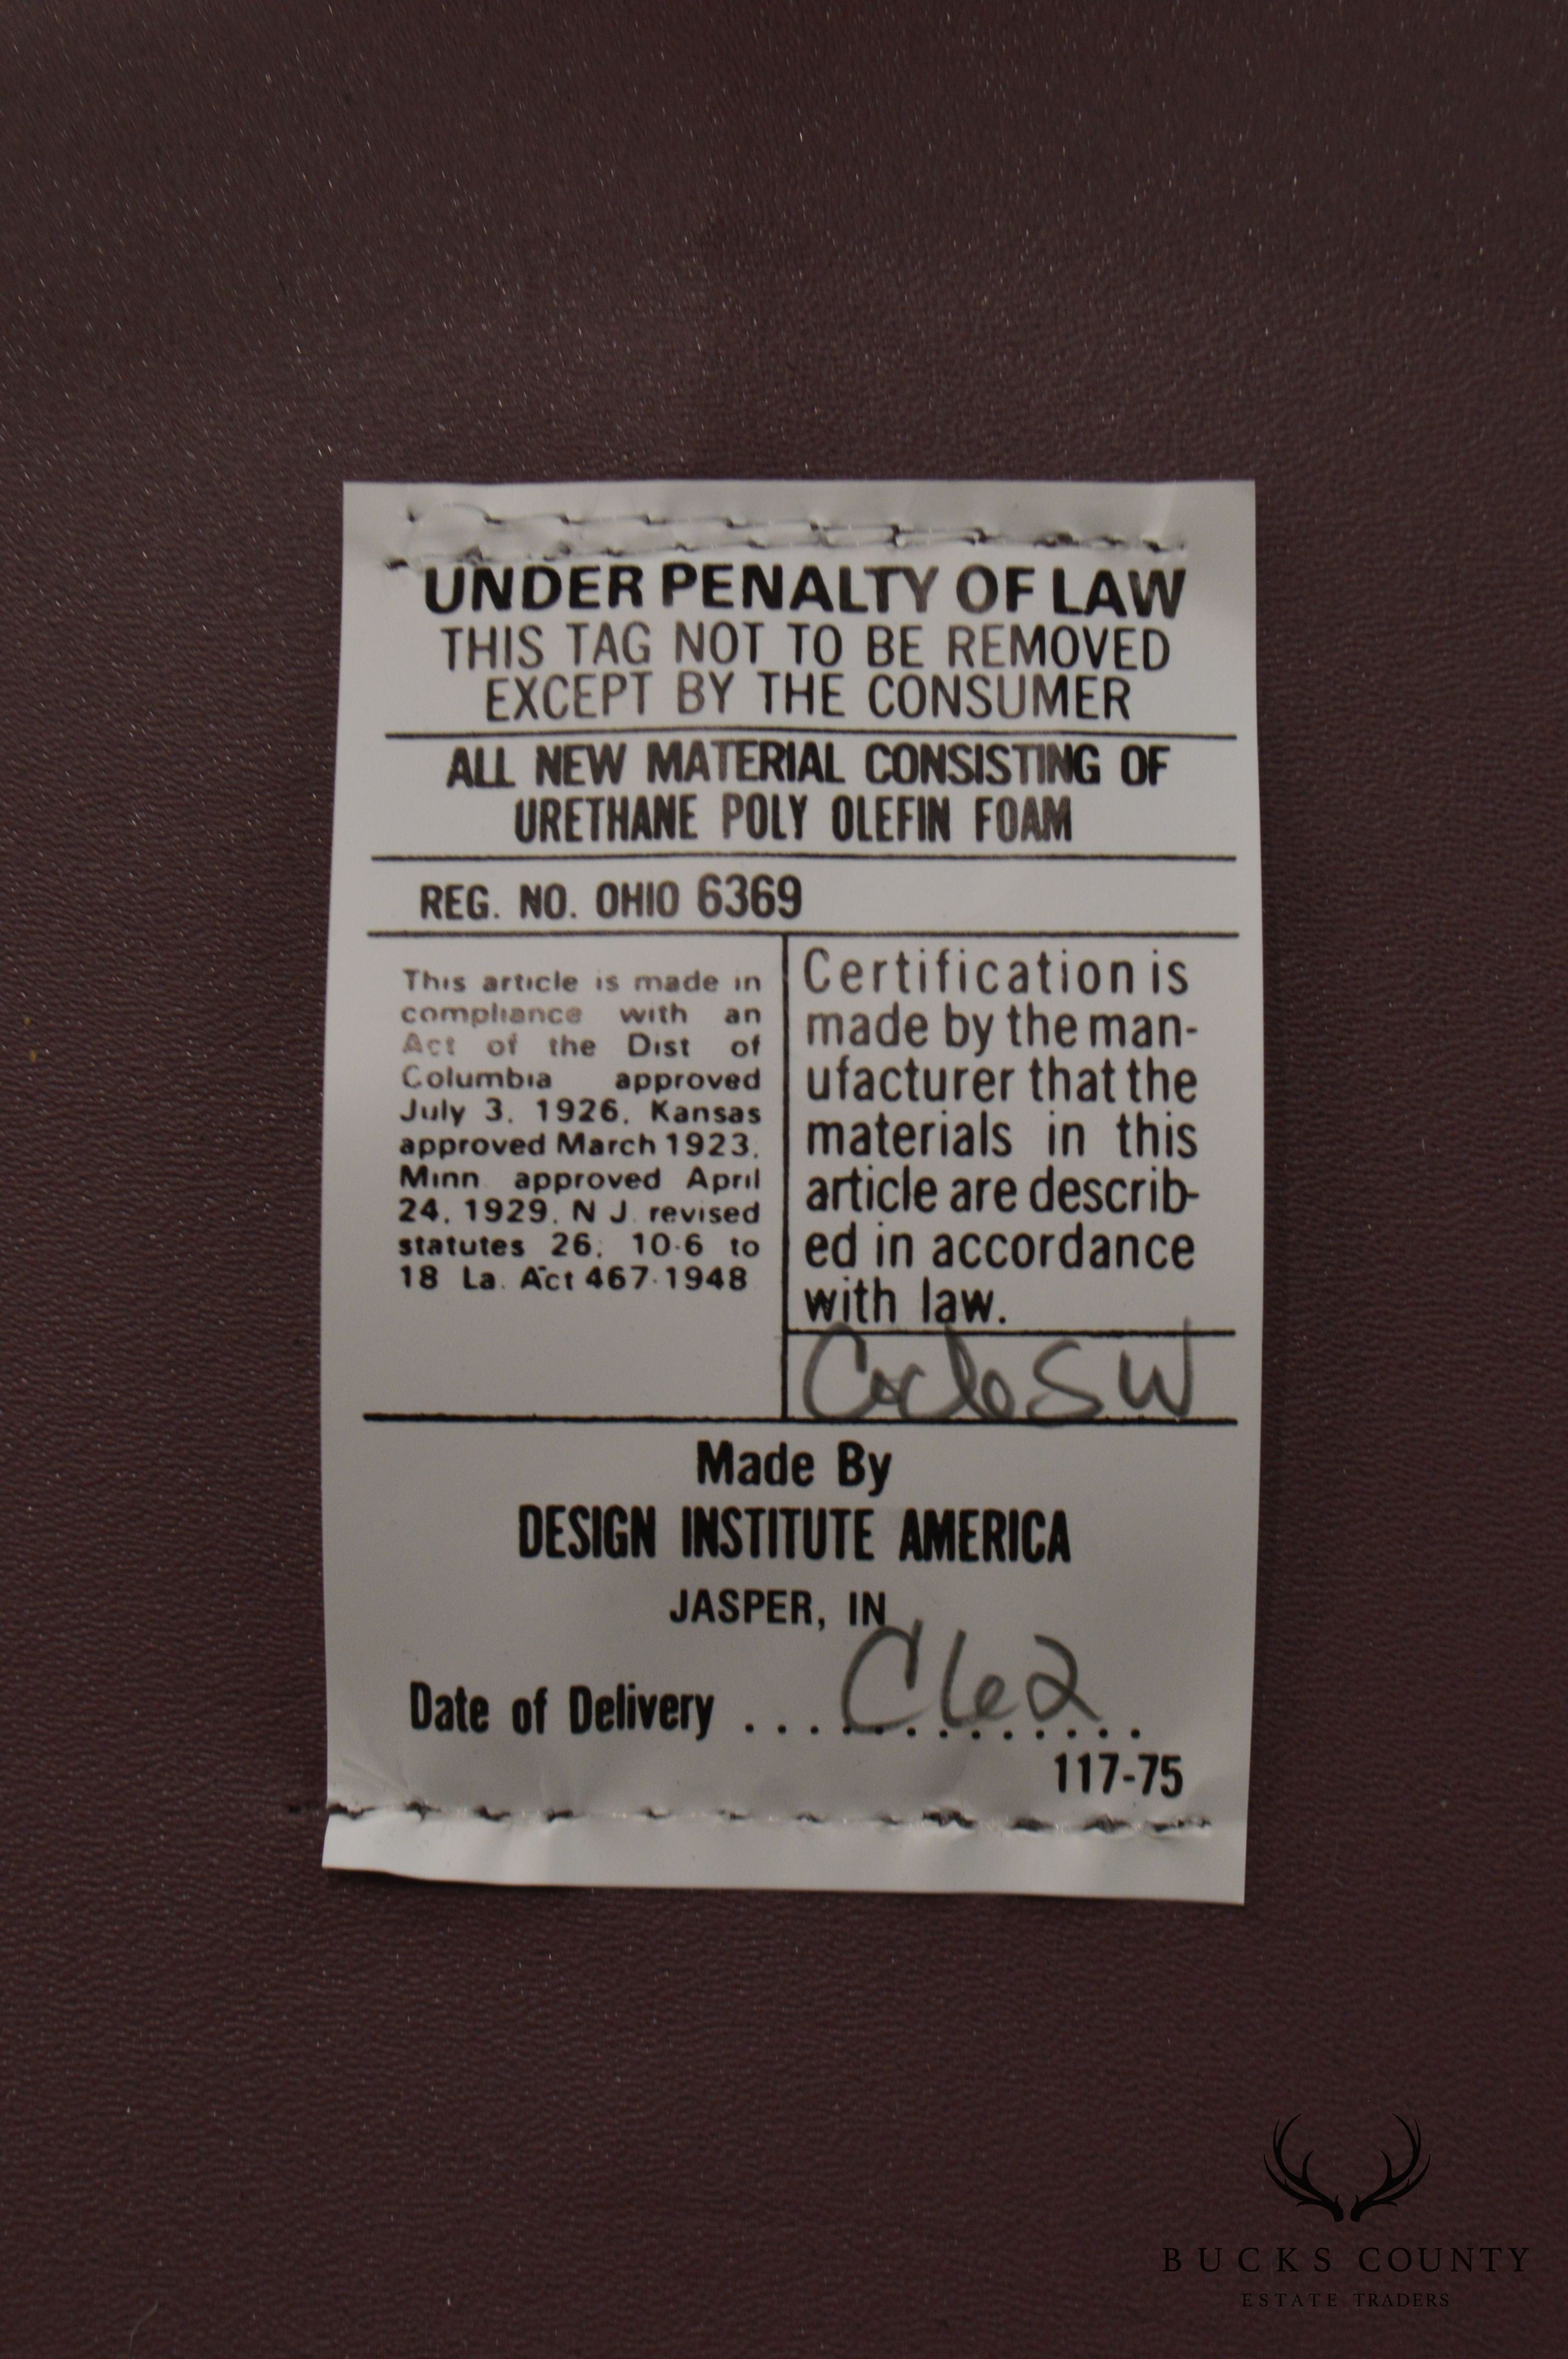 UNDER PENALTY OF LAW
THIS TAG NOT TO BE REMOVED
EXCEPT BY THE CONSUMER
ALL NEW MATERIAL CONSISTING OF
URETHANE POLY OLEFIN FOAM
REG. NO. OHIO 6369
This article is made in
compliance with an
Act of the Dist of
Columbia approved
July 3, 1926, Kansas
approved March 1923,
Minn approved April
24, 1929, N J. revised
statutes 26: 10-6 to
18 La. Act 467-1948
Certification is
made by the man-
ufacturer that the
materials in this
article are describ-
ed in accordance
with law.
SW
Made By
DESIGN INSTITUTE AMERICA
JASPER, IN
Date of Delivery ..............
117-75
BUCKS COUNTY
ESTATE TRADERS